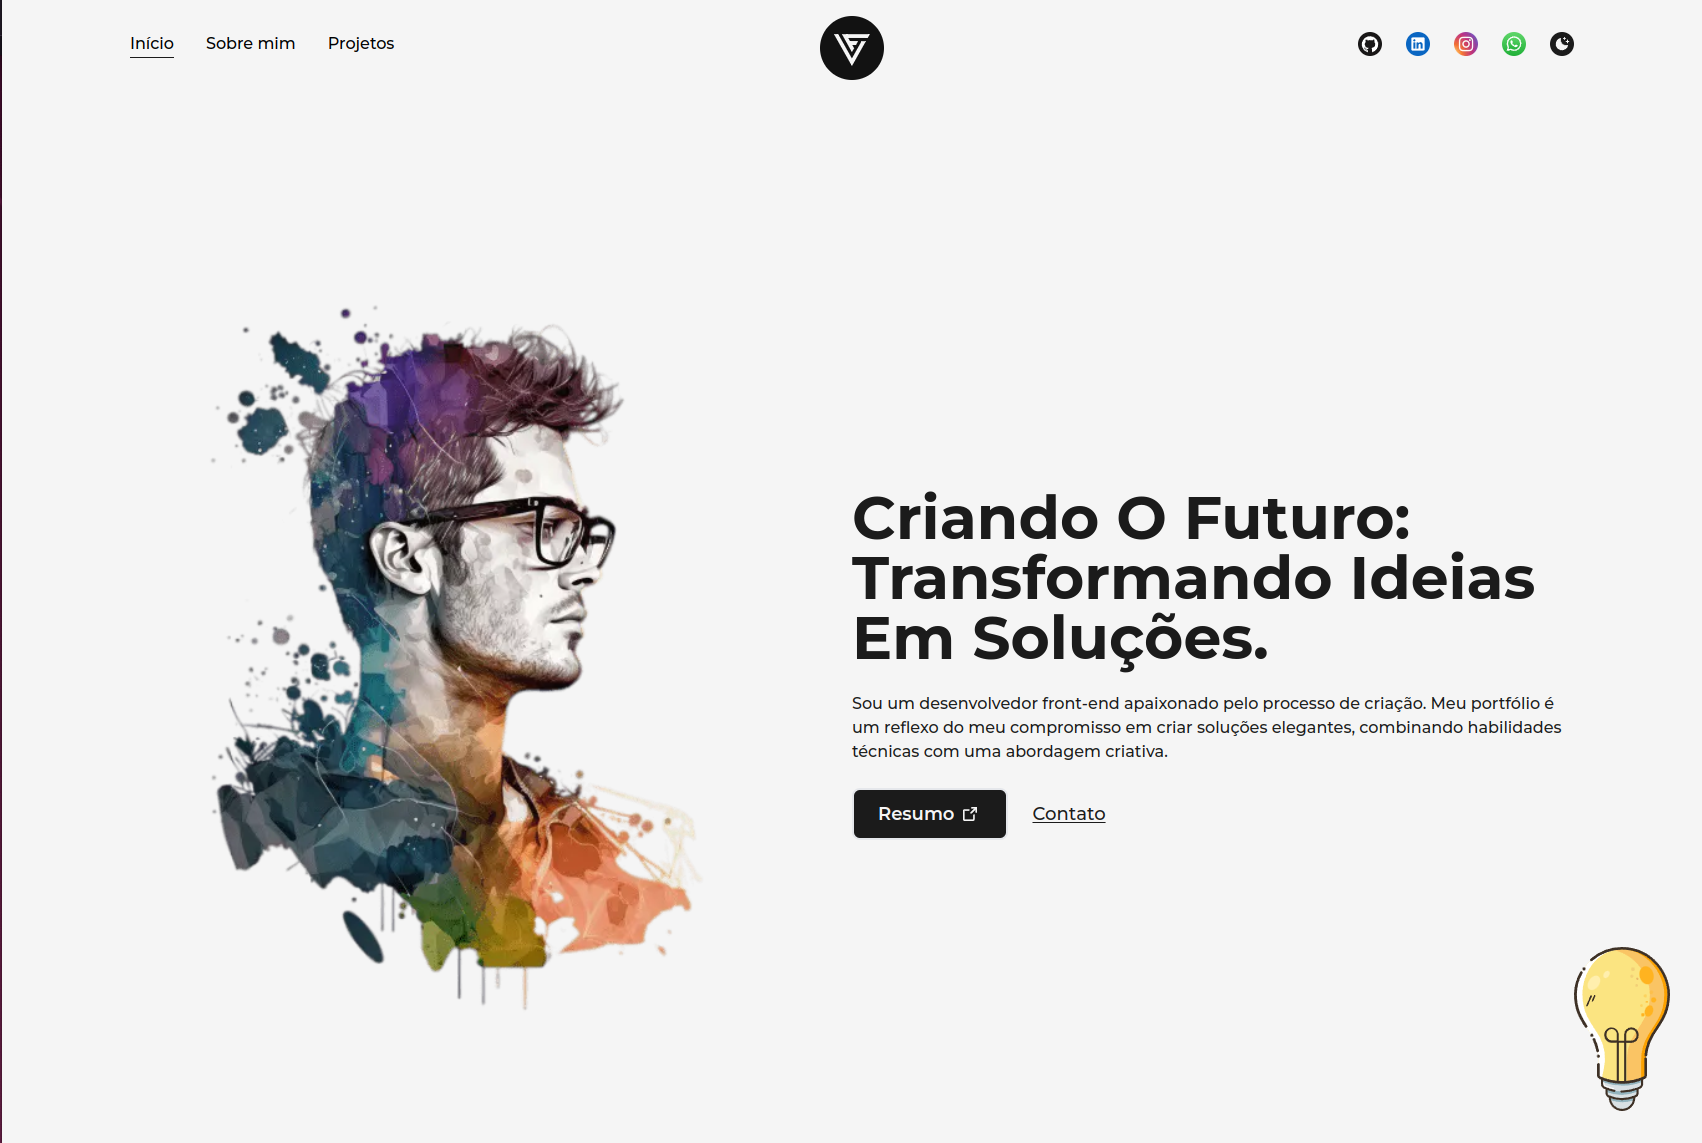 Início
Sobre mim
Projetos
Criando O Futuro:
Transformando Ideias
Em Soluções.
Sou um desenvolvedor front-end apaixonado pelo processo de criação. Meu portfólio é
um reflexo do meu compromisso em criar soluções elegantes, combinando habilidades
técnicas com uma abordagem criativa.
Resumo
Contato